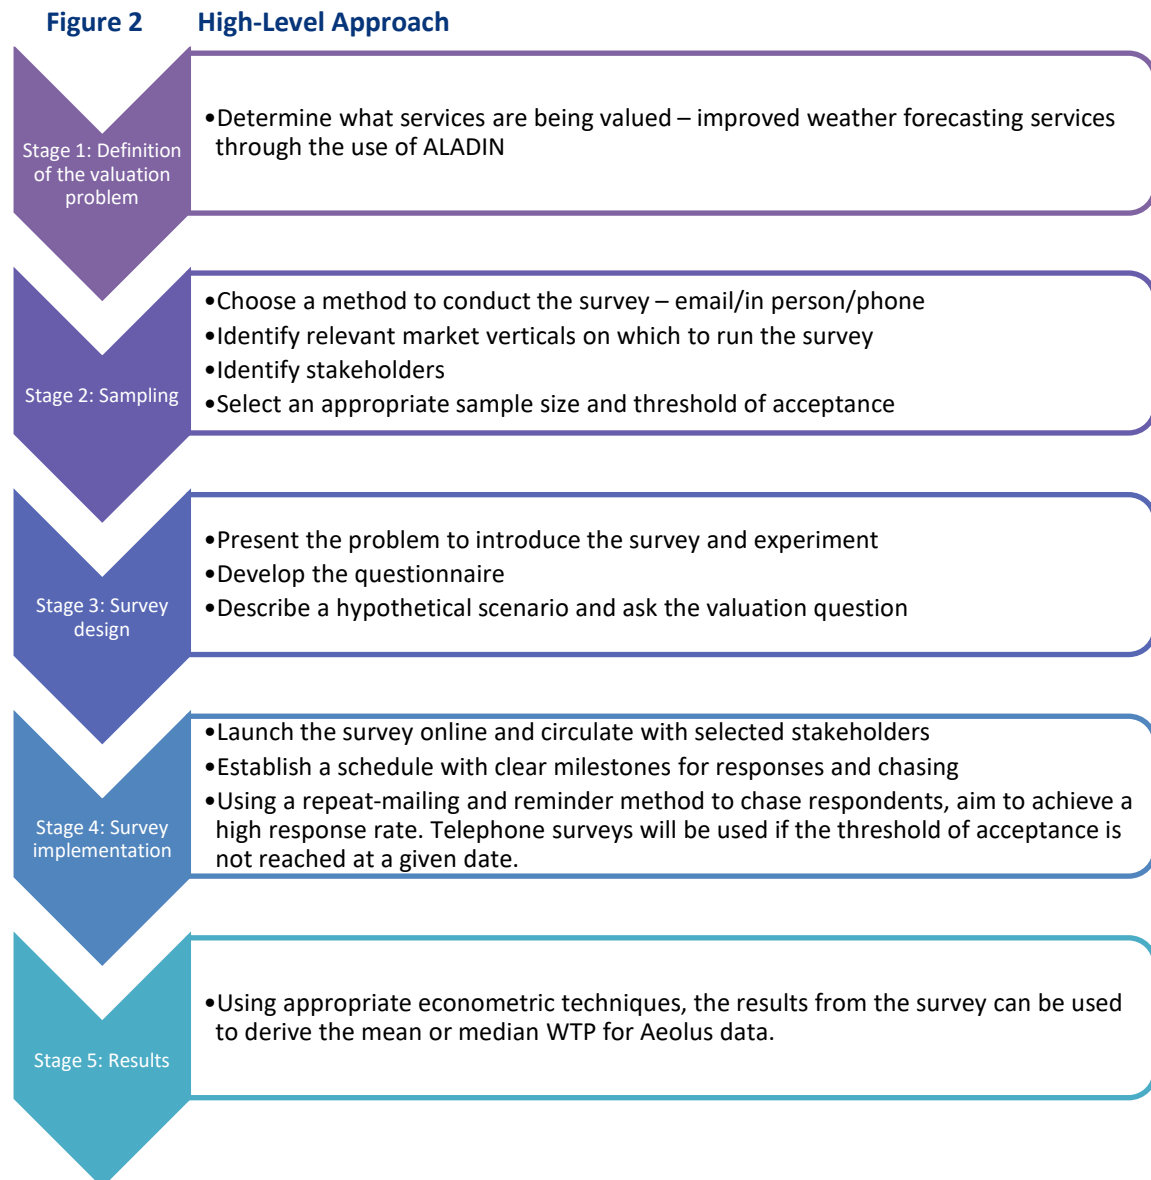 Figure 2 High-Level Approach
Stage 1: Definition
of the valuation
problem
•Determine what services are being valued – improved weather forecasting services
through the use of ALADIN
Stage 2: Sampling
•Choose a method to conduct the survey – email/in person/phone
•Identify relevant market verticals on which to run the survey
•Identify stakeholders
•Select an appropriate sample size and threshold of acceptance
Stage 3: Survey
design
•Present the problem to introduce the survey and experiment
•Develop the questionnaire
•Describe a hypothetical scenario and ask the valuation question
Stage 4: Survey
implementation
•Launch the survey online and circulate with selected stakeholders
•Establish a schedule with clear milestones for responses and chasing
•Using a repeat-mailing and reminder method to chase respondents, aim to achieve a
high response rate. Telephone surveys will be used if the threshold of acceptance is
not reached at a given date.
Stage 5: Results
•Using appropriate econometric techniques, the results from the survey can be used
to derive the mean or median WTP for Aeolus data.